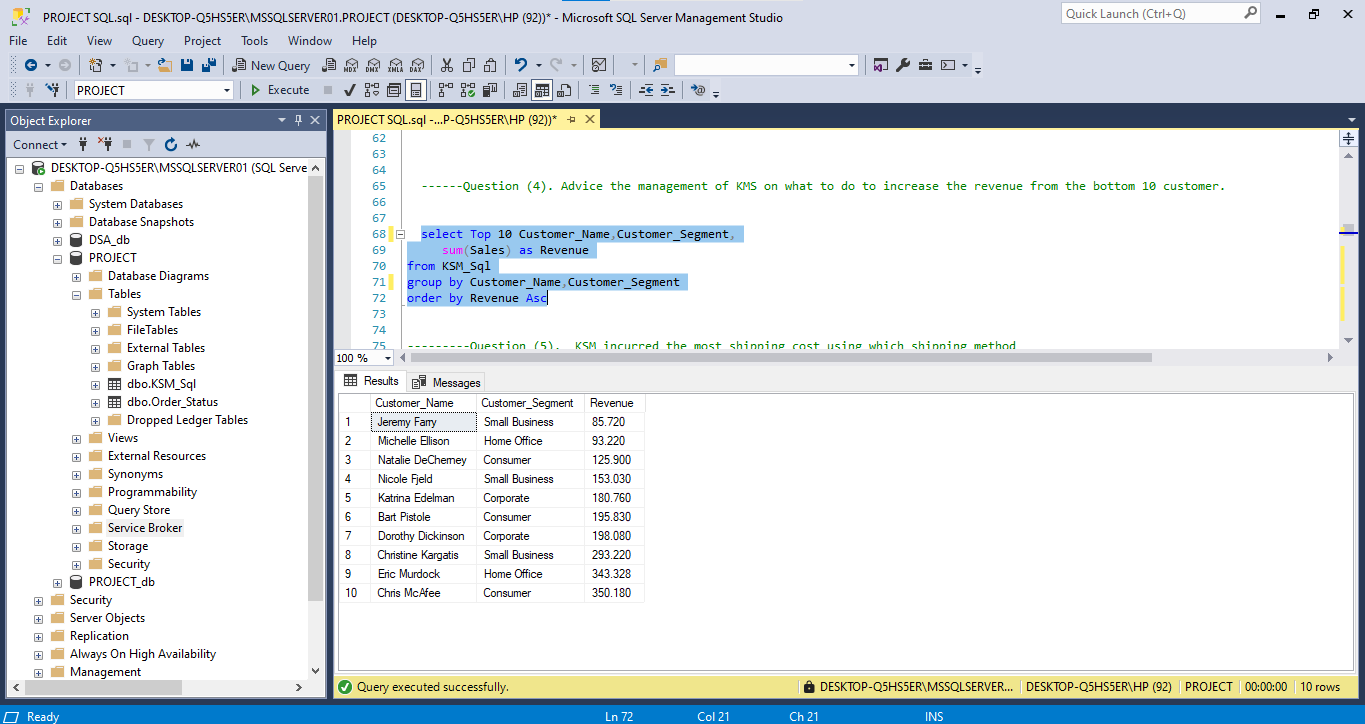 PROJECT SQL.sql - DESKTOP-Q5HS5ER\MSSQLSERVER01.PROJECT (DESKTOP-Q5HS5ER\HP (92))* - Microsoft SQL Server Management Studio
Quick Launch (Ctrl+Q)
File Edit View Query Project Tools Window Help
New Query MDX DMX XMLA DAX
PROJECT Execute
Object Explorer
Connect
DESKTOP-Q5HS5ER\MSSQLSERVER01 (SQL Serve
Databases
System Databases
Database Snapshots
DSA_db
PROJECT
Database Diagrams
Tables
System Tables
FileTables
External Tables
Graph Tables
dbo.KSM_Sql
dbo.Order_Status
Dropped Ledger Tables
Views
External Resources
Synonyms
Programmability
Query Store
Service Broker
Storage
Security
PROJECT_db
Security
Server Objects
Replication
Always On High Availability
Management
PROJECT SQL.sql -...P-Q5HS5ER\HP (92))*
62
63
64
65 ------Question (4). Advice the management of KMS on what to do to increase the revenue from the bottom 10 customer.
66
67
68 select Top 10 Customer_Name,Customer_Segment,
69 sum(Sales) as Revenue
70 from KSM_Sql
71 group by Customer_Name,Customer_Segment
72 order by Revenue Asc
73
74
75 ---------Question (5). KSM incurred the most shipping cost using which shipping method
100 %
Results Messages
Customer_Name Customer_Segment Revenue
1 Jeremy Farry Small Business 85.720
2 Michelle Ellison Home Office 93.220
3 Natalie DeCherney Consumer 125.900
4 Nicole Fjeld Small Business 153.030
5 Katrina Edelman Corporate 180.760
6 Bart Pistole Consumer 195.830
7 Dorothy Dickinson Corporate 198.080
8 Christine Kargatis Small Business 293.220
9 Eric Murdock Home Office 343.328
10 Chris McAfee Consumer 350.180
Query executed successfully. DESKTOP-Q5HS5ER\MSSQLSERVER... DESKTOP-Q5HS5ER\HP (92) PROJECT 00:00:00 10 rows
Ready Ln 72 Col 21 Ch 21 INS